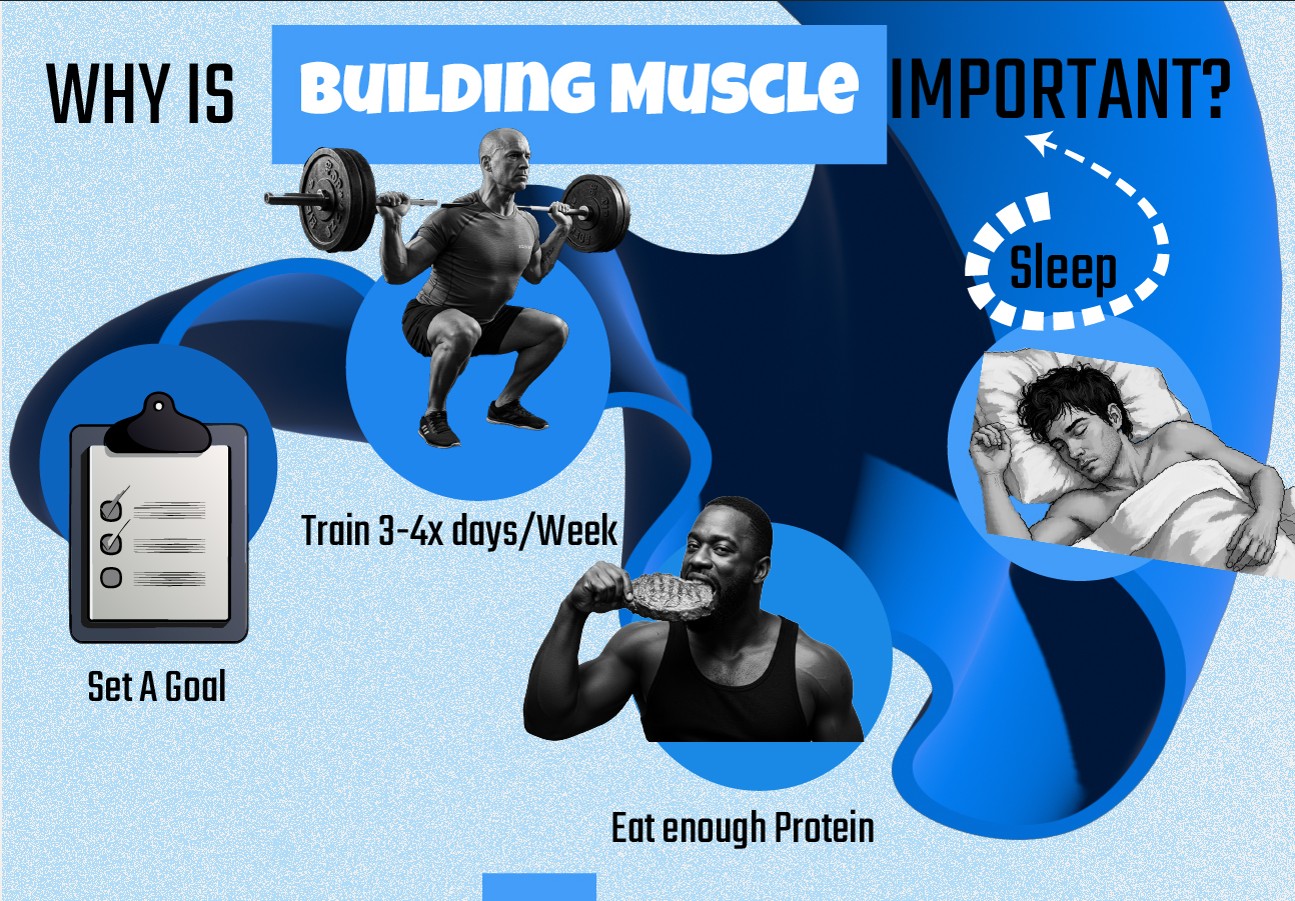 WHY IS BUILDING MUSCLE IMPORTANT?
Sleep
Train 3-4x days/Week
Set A Goal
Eat enough Protein